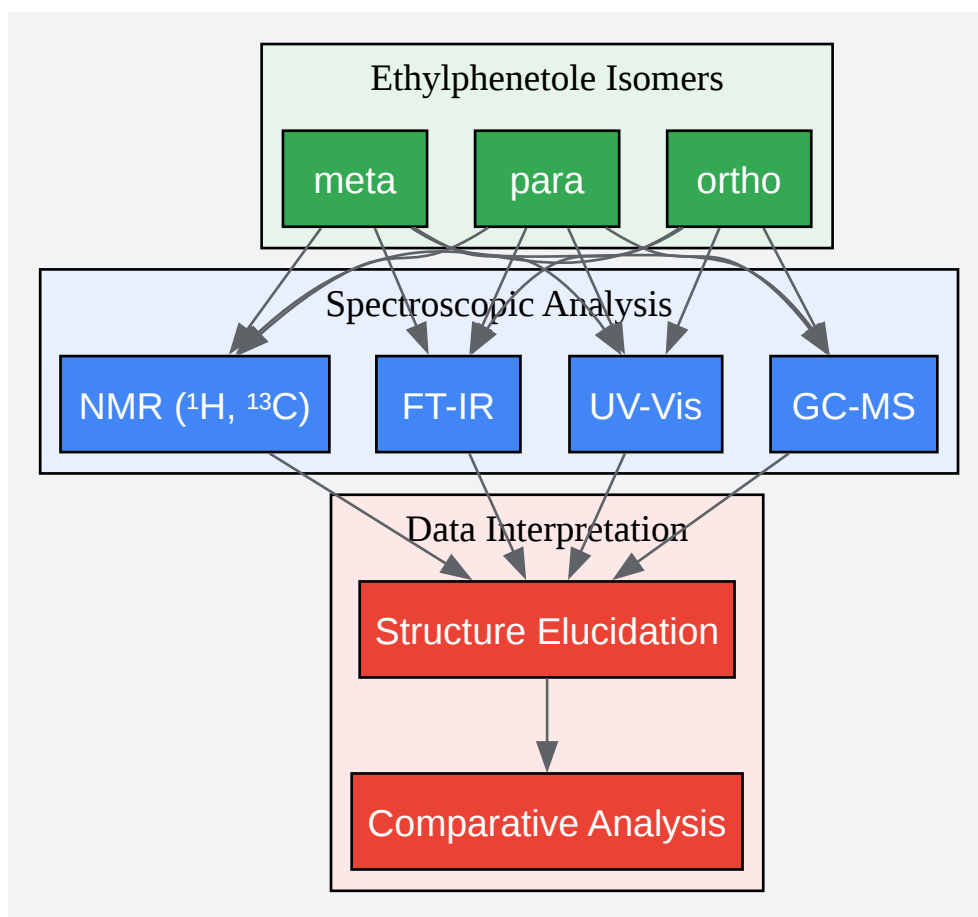 Ethylphenetole Isomers
meta
para
ortho
Spectroscopic Analysis
NMR (¹H, ¹³C)
FT-IR
UV-Vis
GC-MS
Data Interpretation
Structure Elucidation
Comparative Analysis